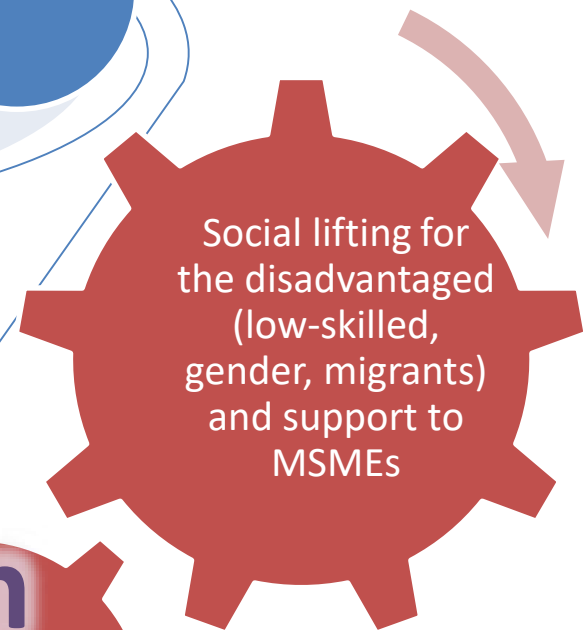 Social lifting for
the disadvantaged
(low-skilled,
gender, migrants)
and support to
MSMEs
n